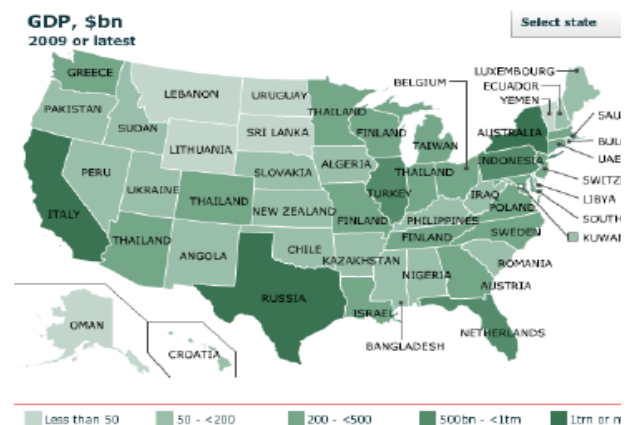 GDP, $bn
2009 or latest
Select state
GREECE
LEBANON
URUGUAY
BELGIUM
LUXEMBOURG
ECUADOR
YEMEN
PAKISTAN
SUDAN
THAILAND
FINLAND
TAIWAN
AUSTRALIA
SAU
BUL
LITHUANIA
SRI LANKA
ALGERIA
THAILAND
INDONESIA
UAE
SWITZ
PERU
UKRAINE
SLOVAKIA
TURKEY
IRAQ
LIBYA
ITALY
THAILAND
NEW ZEALAND
FINLAND
PHILIPPINES
POLAND
SOUTH
KUWA
THAILAND
ANGOLA
CHILE
KAZAKHSTAN
FINLAND
SWEDEN
NIGERIA
ROMANIA
RUSSIA
ISRAEL
AUSTRIA
OMAN
CROATIA
BANGLADESH
NETHERLANDS
Less than 50
50 - <200
200 - <500
500bn - <1trn
1trn or m